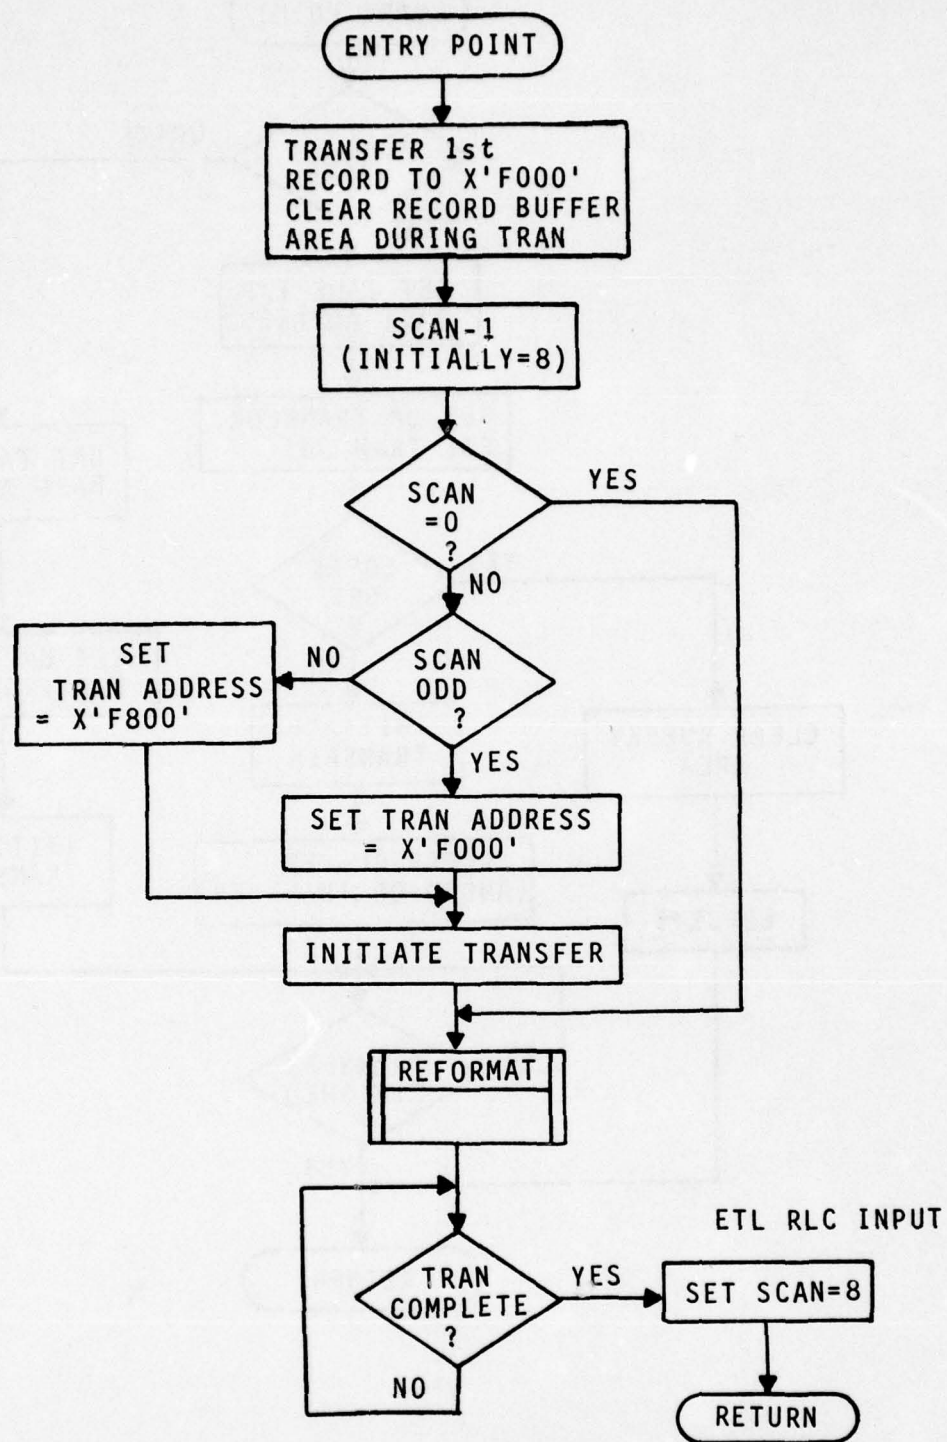 ENTRY POINT
TRANSFER 1st
RECORD TO X'F000'
CLEAR RECORD BUFFER
AREA DURING TRAN
SCAN-1
(INITIALLY=8)
SCAN
=0
?
YES
NO
SCAN
ODD
?
NO
SET
TRAN ADDRESS
= X'F800'
YES
SET TRAN ADDRESS
= X'F000'
INITIATE TRANSFER
REFORMAT
ETL RLC INPUT
TRAN
COMPLETE
?
YES
SET SCAN=8
NO
RETURN